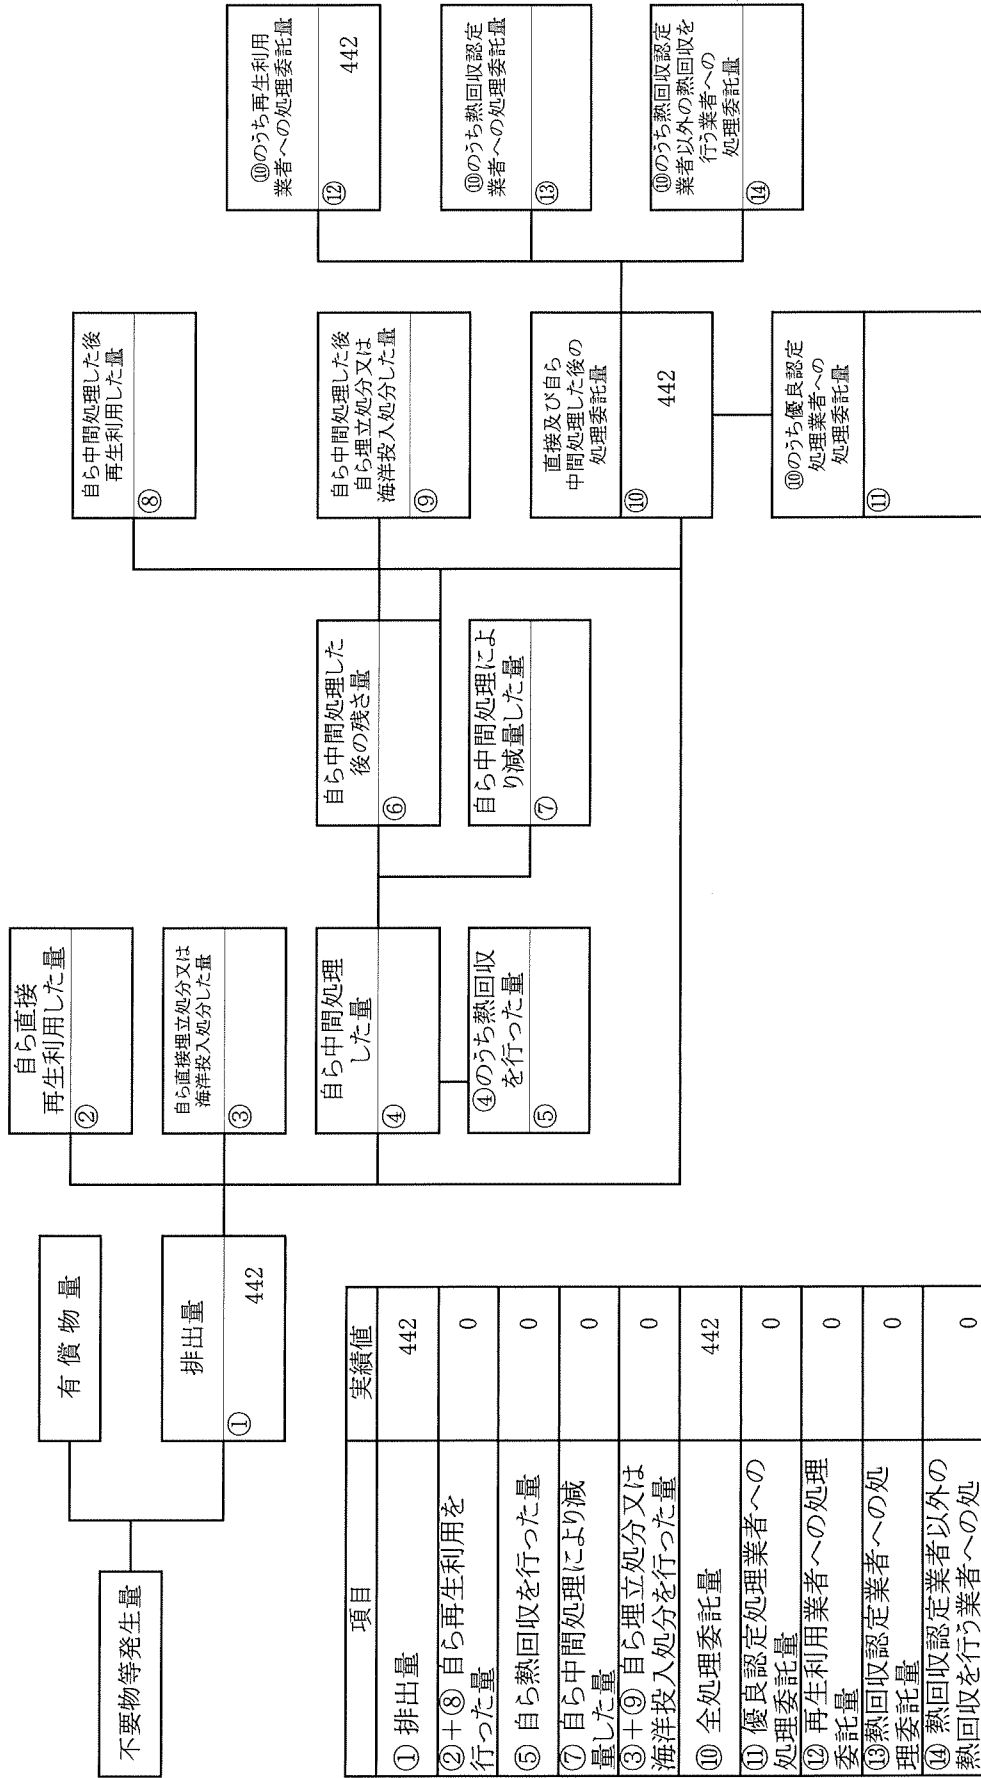 不要物等発生量
有償物量
排出量
①
442
自ら直接
再生利用した量
②
自ら直接埋立処分又は
海洋投入処分した量
③
自ら中間処理
した量
④
④のうち熱回収
を行った量
⑤
自ら中間処理した
後の残さ量
⑥
自ら中間処理によ
り減量した量
⑦
自ら中間処理した後
再生利用した量
⑧
自ら中間処理した後
自ら埋立処分又は
海洋投入処分した量
⑨
直接及び自ら
中間処理した後の
処理委託量
⑩
442
⑩のうち優良認定
処理業者への
処理委託量
⑪
⑩のうち再生利用
業者への処理委託量
⑫
442
⑩のうち熱回収認定
業者への処理委託量
⑬
⑩のうち熱回収認定
業者以外の熱回収を
行う業者への
処理委託量
⑭
項目 実績値
① 排出量 442
②+⑧ 自ら再生利用を
行った量 0
⑤ 自ら熱回収を行った量 0
⑦ 自ら中間処理により減
量した量 0
③+⑨ 自ら埋立処分又は
海洋投入処分を行った量 0
⑩ 全処理委託量 442
⑪ 優良認定処理業者への
処理委託量 0
⑫ 再生利用業者への処理
委託量 0
⑬熱回収認定業者への処
理委託量 0
⑭ 熱回収認定業者以外の
熱回収を行う業者への処 0